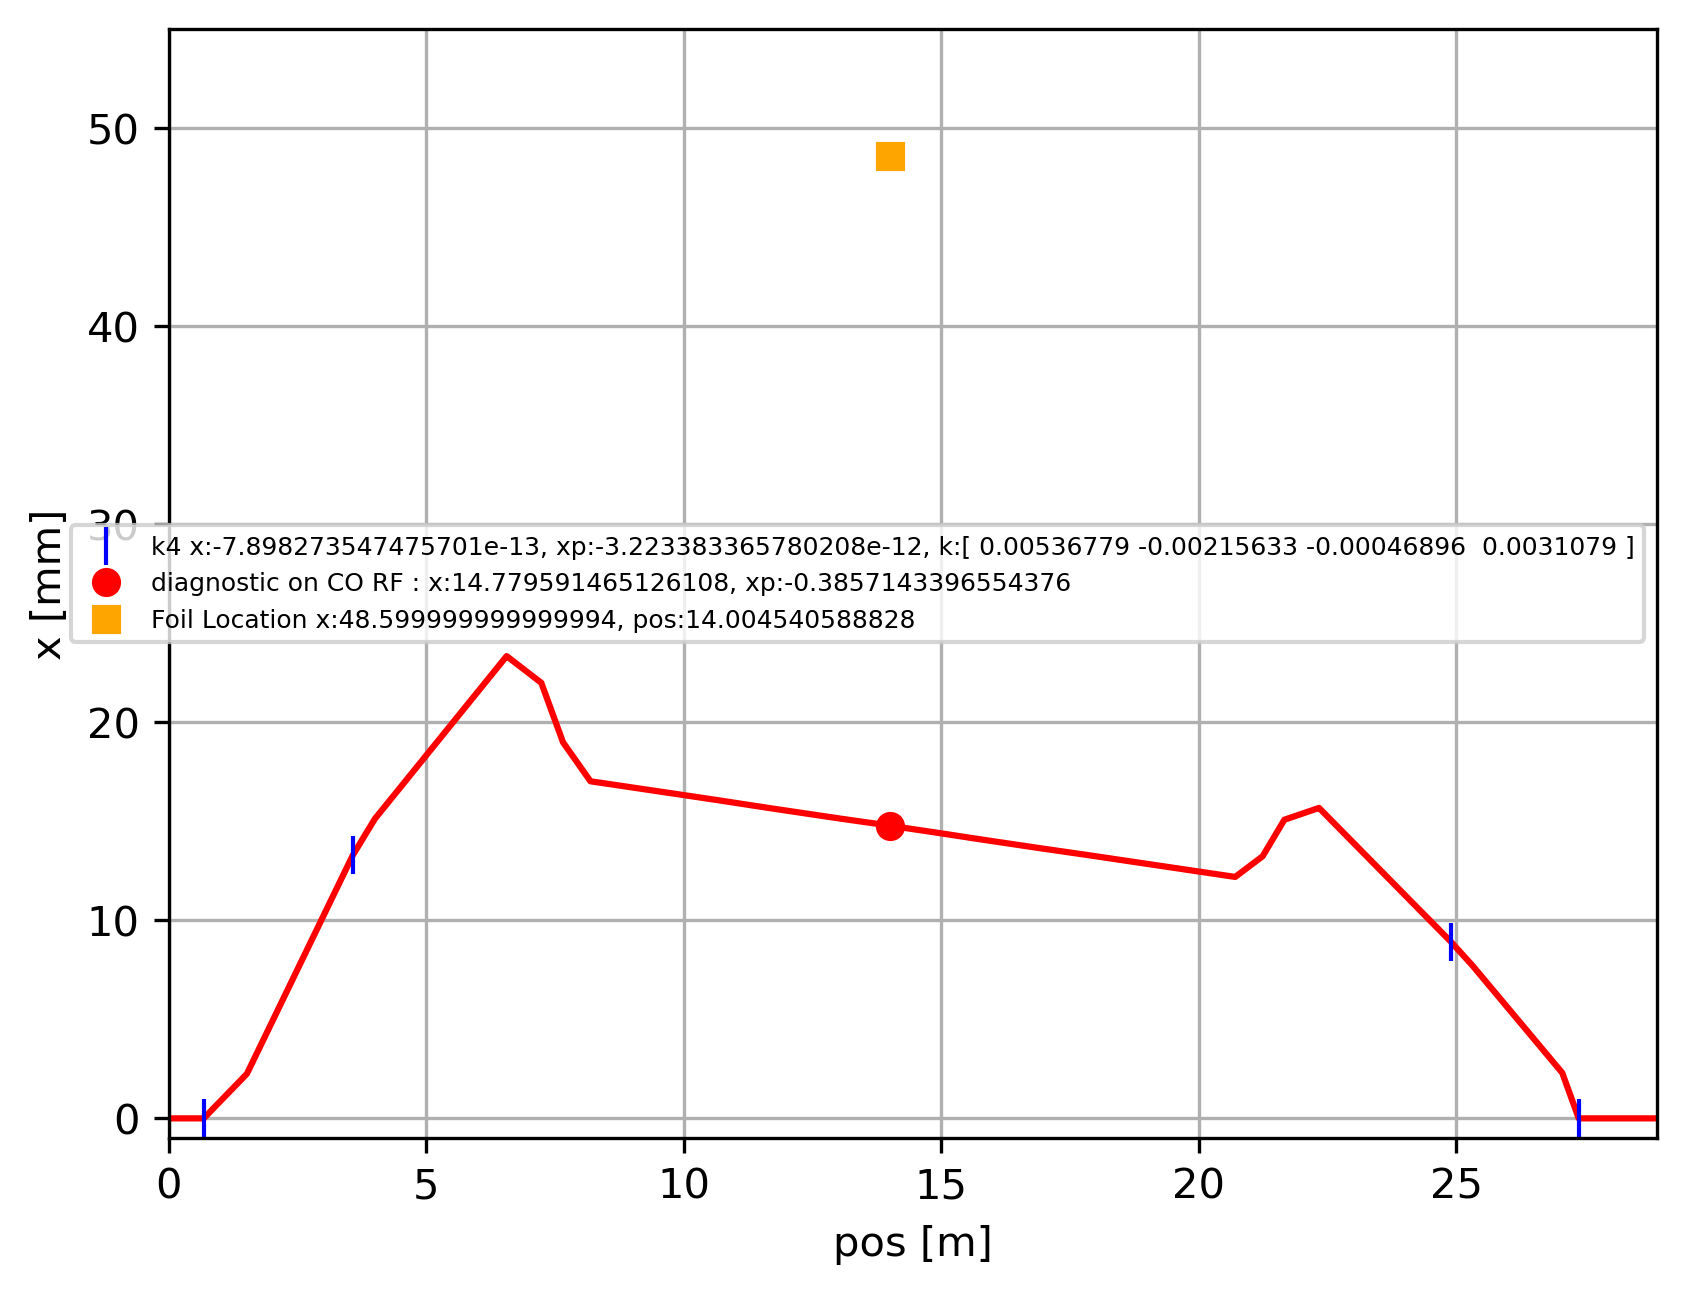 50
40
30
k4 x:-7.898273547475701e-13, xp:-3.223383365780208e-12, k:[ 0.00536779 -0.00215633 -0.00046896  0.0031079 ]
diagnostic on CO RF : x:14.779591465126108, xp:-0.3857143396554376
Foil Location x:48.599999999999994, pos:14.004540588828
x [mm]
20
10
0
0 5 10 15 20 25
pos [m]